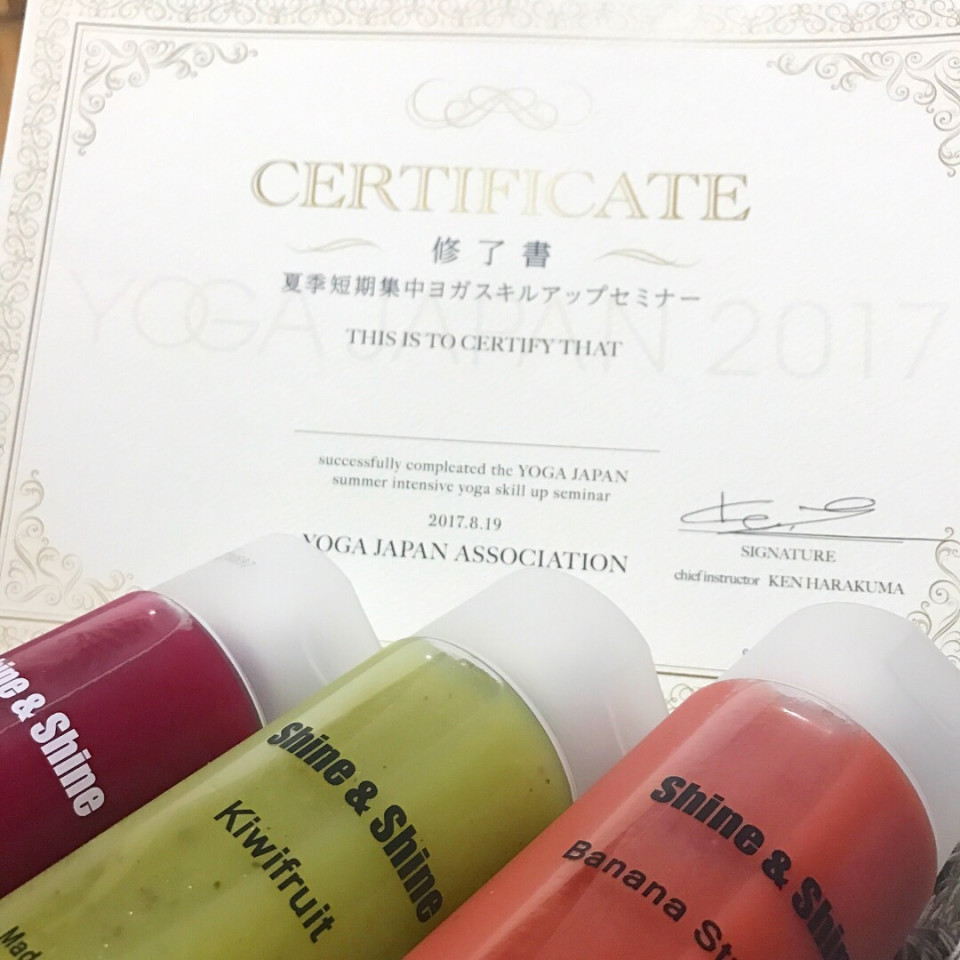 CERTIFICATE
修了書
夏季短期集中ヨガスキルアップセミナー
YOGA JAPAN 2017
THIS IS TO CERTIFY THAT
successfully compleated the YOGA JAPAN
summer intensive yoga skill up seminar
2017.8.19
YOGA JAPAN ASSOCIATION
SIGNATURE
chief instructor KEN HARAKUMA
& Shine
Shine & Shine
Kiwifruit
Shine & Shin
Banana